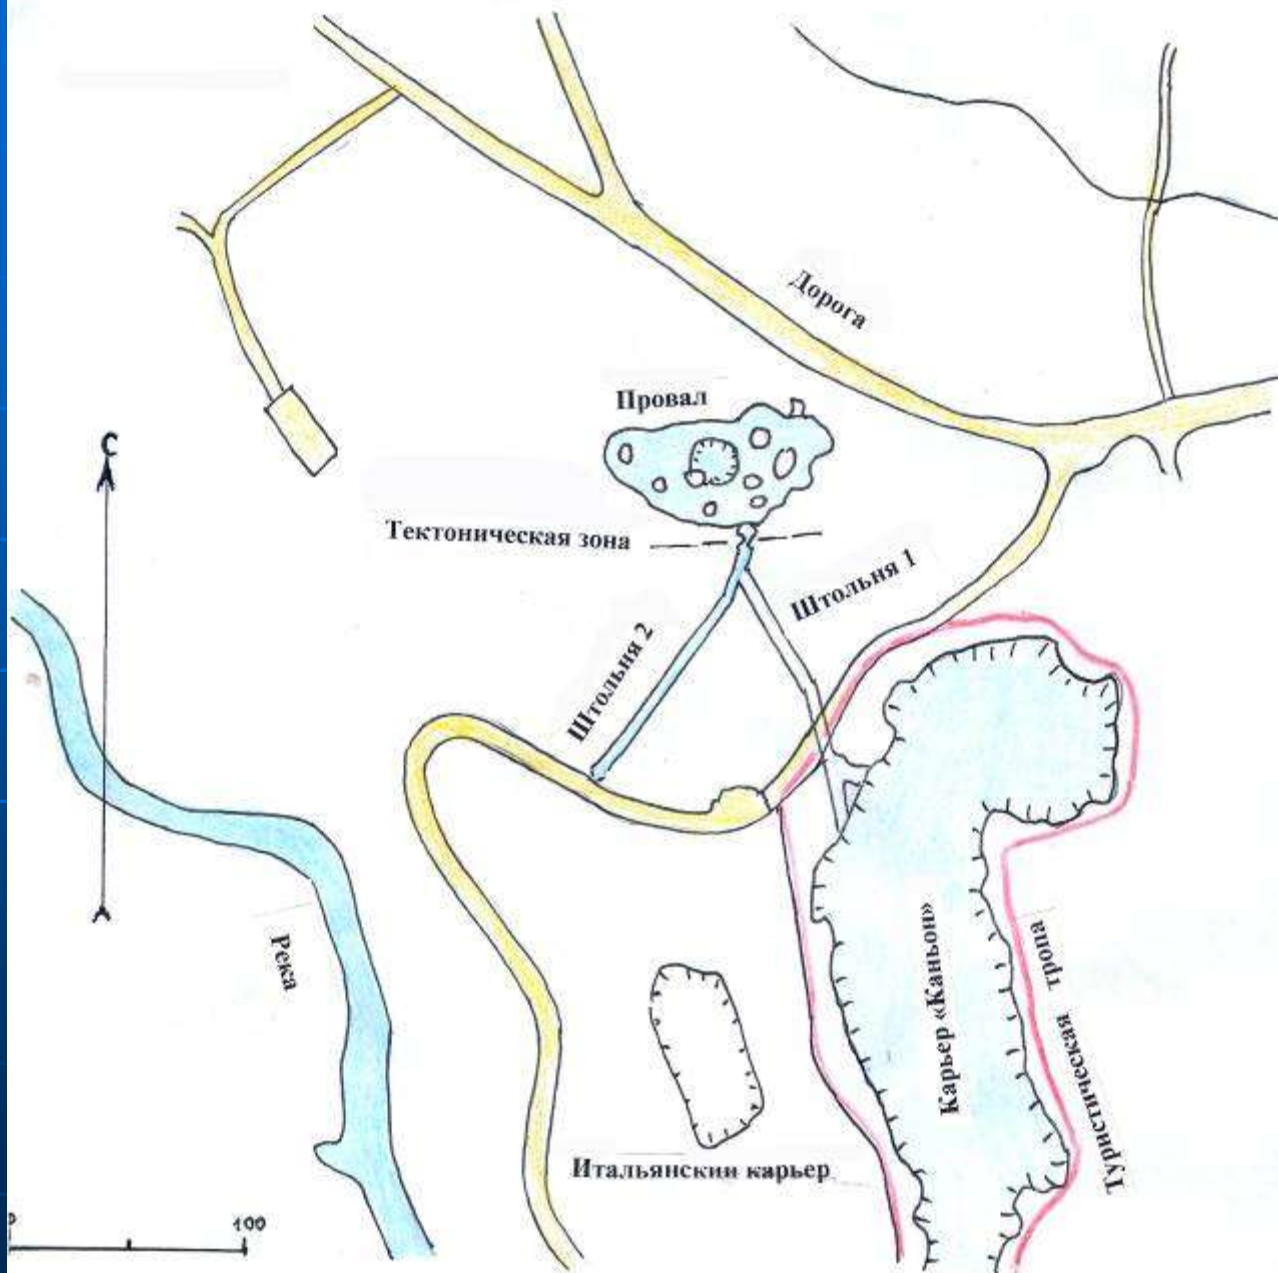 Дорога
Провал
С
Тектоническая зона
Штольня 1
Штольня 2
Река
Карьер «Каньон»
Туристическая тропа
Итальянский карьер
0 100